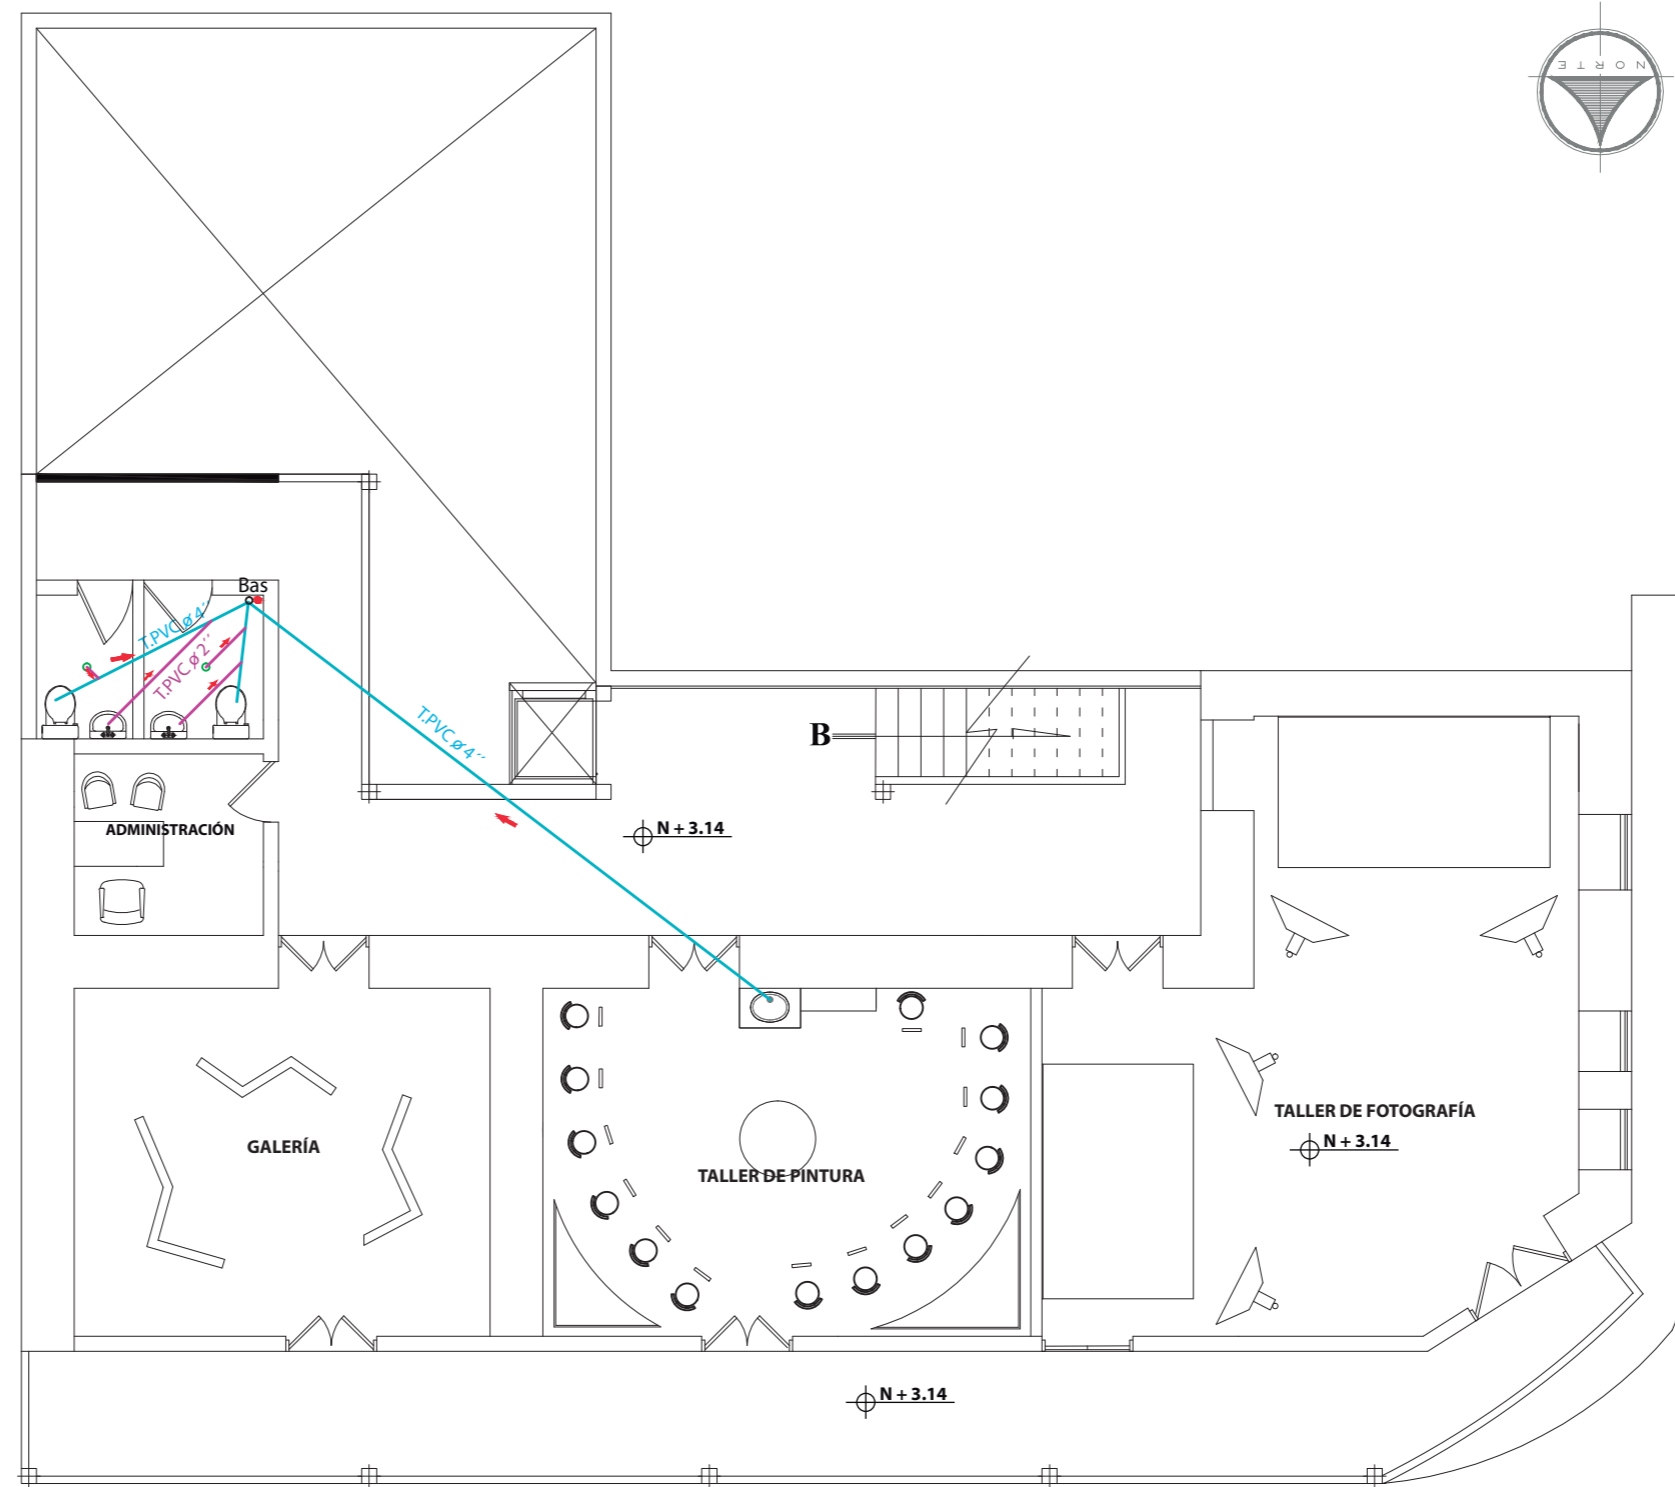 NORTE
Bas
T.PVC.ø4´´
T.PVC.ø2´´
T.PVC.ø4´´
B
ADMINISTRACIÓN
N + 3.14
TALLER DE FOTOGRAFÍA
N + 3.14
GALERÍA
TALLER DE PINTURA
N + 3.14